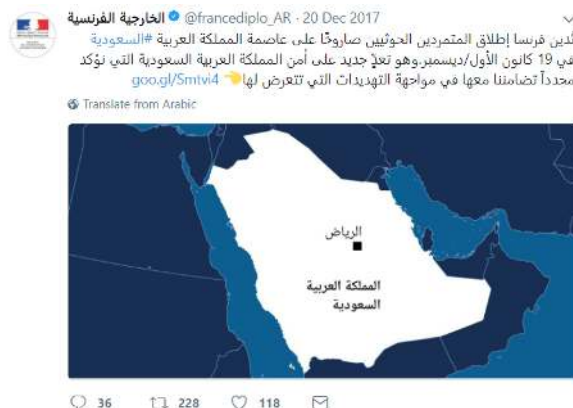 الخارجية الفرنسية @francediplo_AR · 20 Dec 2017
تُدين فرنسا إطلاق المتمردين الحوثيين صاروخًا على عاصمة المملكة العربية #السعودية
في 19 كانون الأول/ديسمبر.وهو تعدّ جديد على أمن المملكة العربية السعودية التي نؤكد
مجدداً تضامننا معها في مواجهة التهديدات التي تتعرض لها goo.gl/Smtvi4
Translate from Arabic
الرياض
المملكة العربية
السعودية
36 228 118